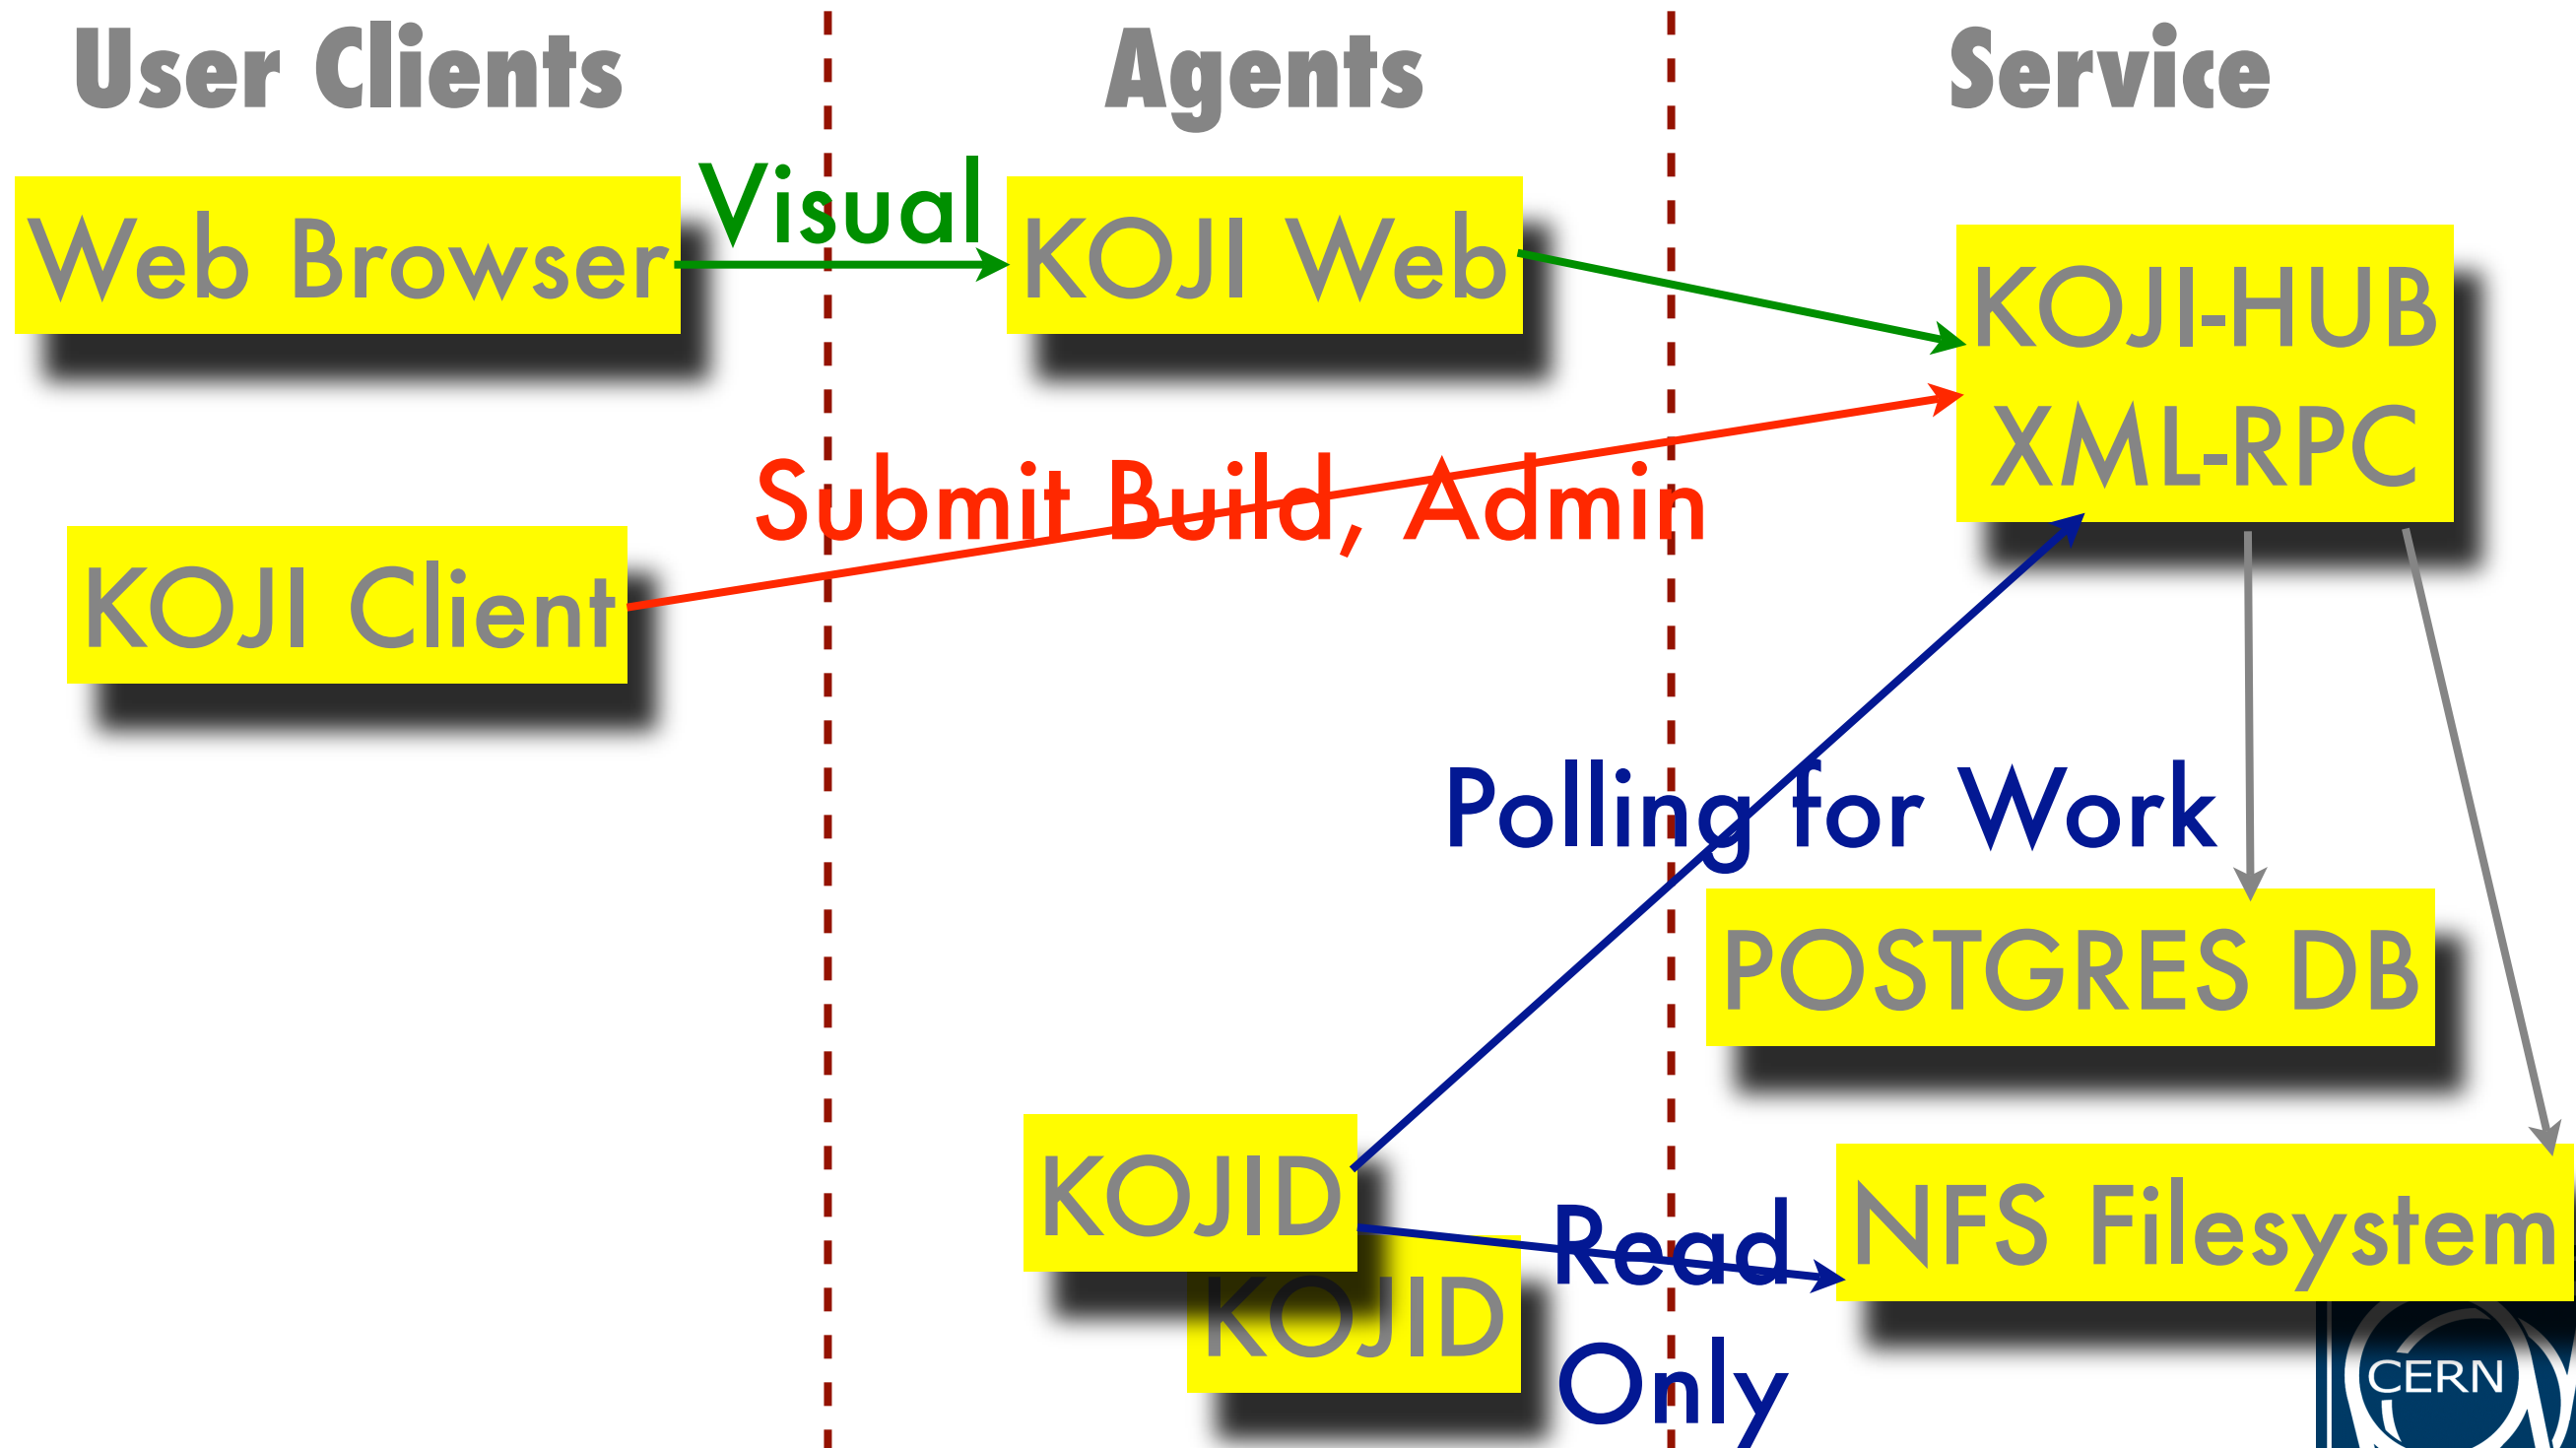 User Clients
Agents
Service
Web Browser
Visual
KOJI Web
KOJI-HUB
XML-RPC
Submit Build, Admin
KOJI Client
Polling for Work
POSTGRES DB
KOJID
KOJID
Read
Only
NFS Filesystem
CERN